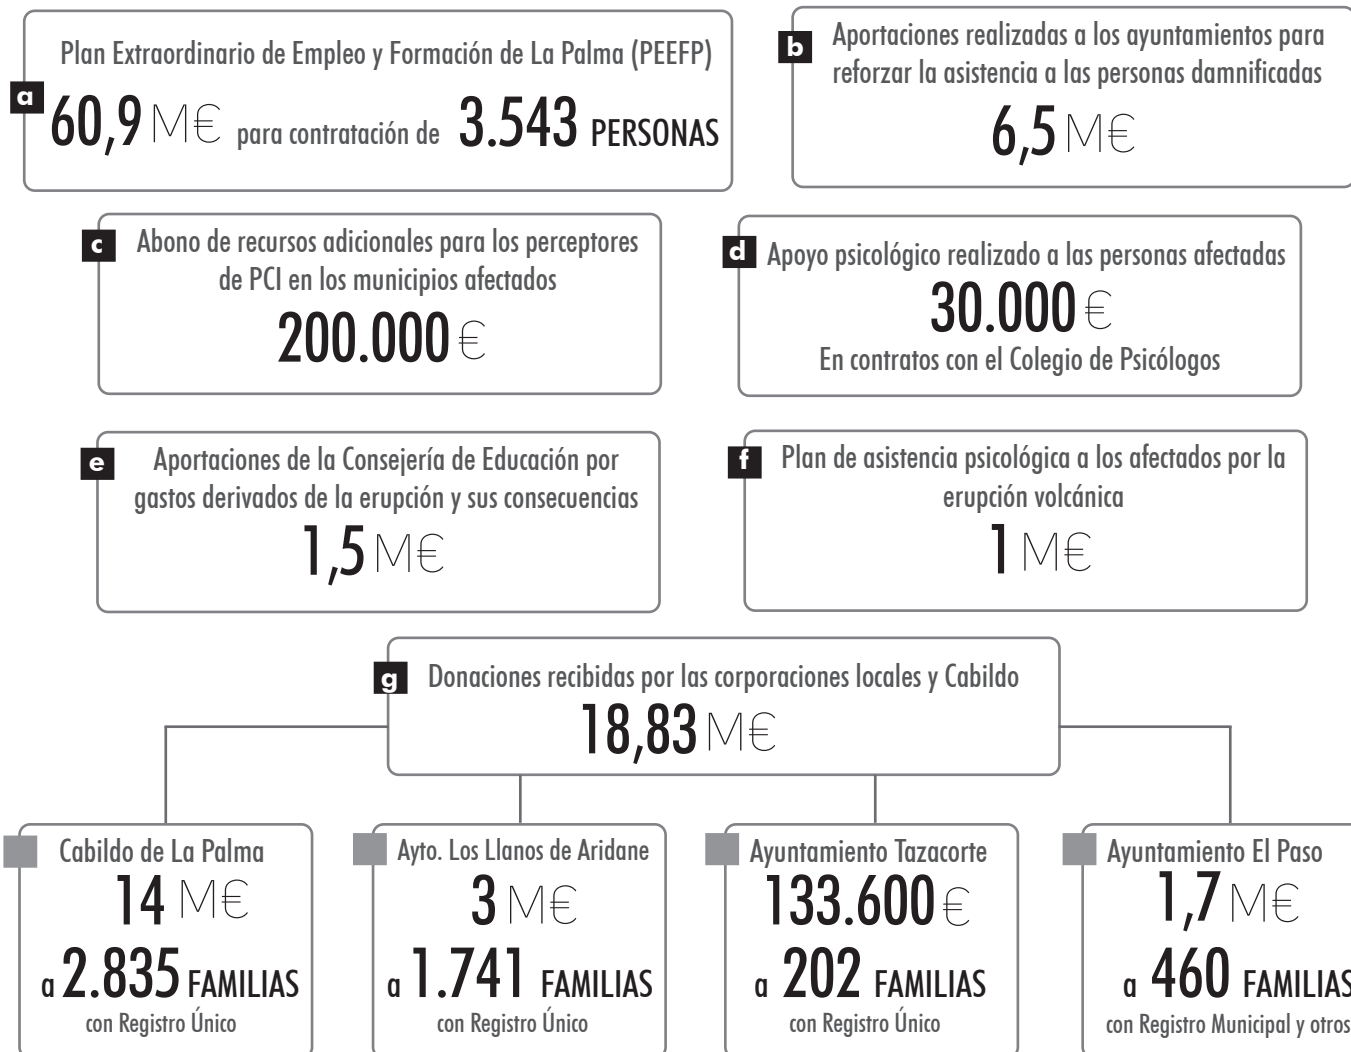 a
Plan Extraordinario de Empleo y Formación de La Palma (PEEFP)
60,9 M€ para contratación de 3.543 PERSONAS
b
Aportaciones realizadas a los ayuntamientos para
reforzar la asistencia a las personas damnificadas
6,5 M€
c
Abono de recursos adicionales para los perceptores
de PCI en los municipios afectados
200.000 €
d
Apoyo psicológico realizado a las personas afectadas
30.000 €
En contratos con el Colegio de Psicólogos
e
Aportaciones de la Consejería de Educación por
gastos derivados de la erupción y sus consecuencias
1,5 M€
f
Plan de asistencia psicológica a los afectados por la
erupción volcánica
1 M€
g
Donaciones recibidas por las corporaciones locales y Cabildo
18,83 M€
Cabildo de La Palma
14 M€
a 2.835 FAMILIAS
con Registro Único
Ayto. Los Llanos de Aridane
3 M€
a 1.741 FAMILIAS
con Registro Único
Ayuntamiento Tazacorte
133.600 €
a 202 FAMILIAS
con Registro Único
Ayuntamiento El Paso
1,7 M€
a 460 FAMILIAS
con Registro Municipal y otros